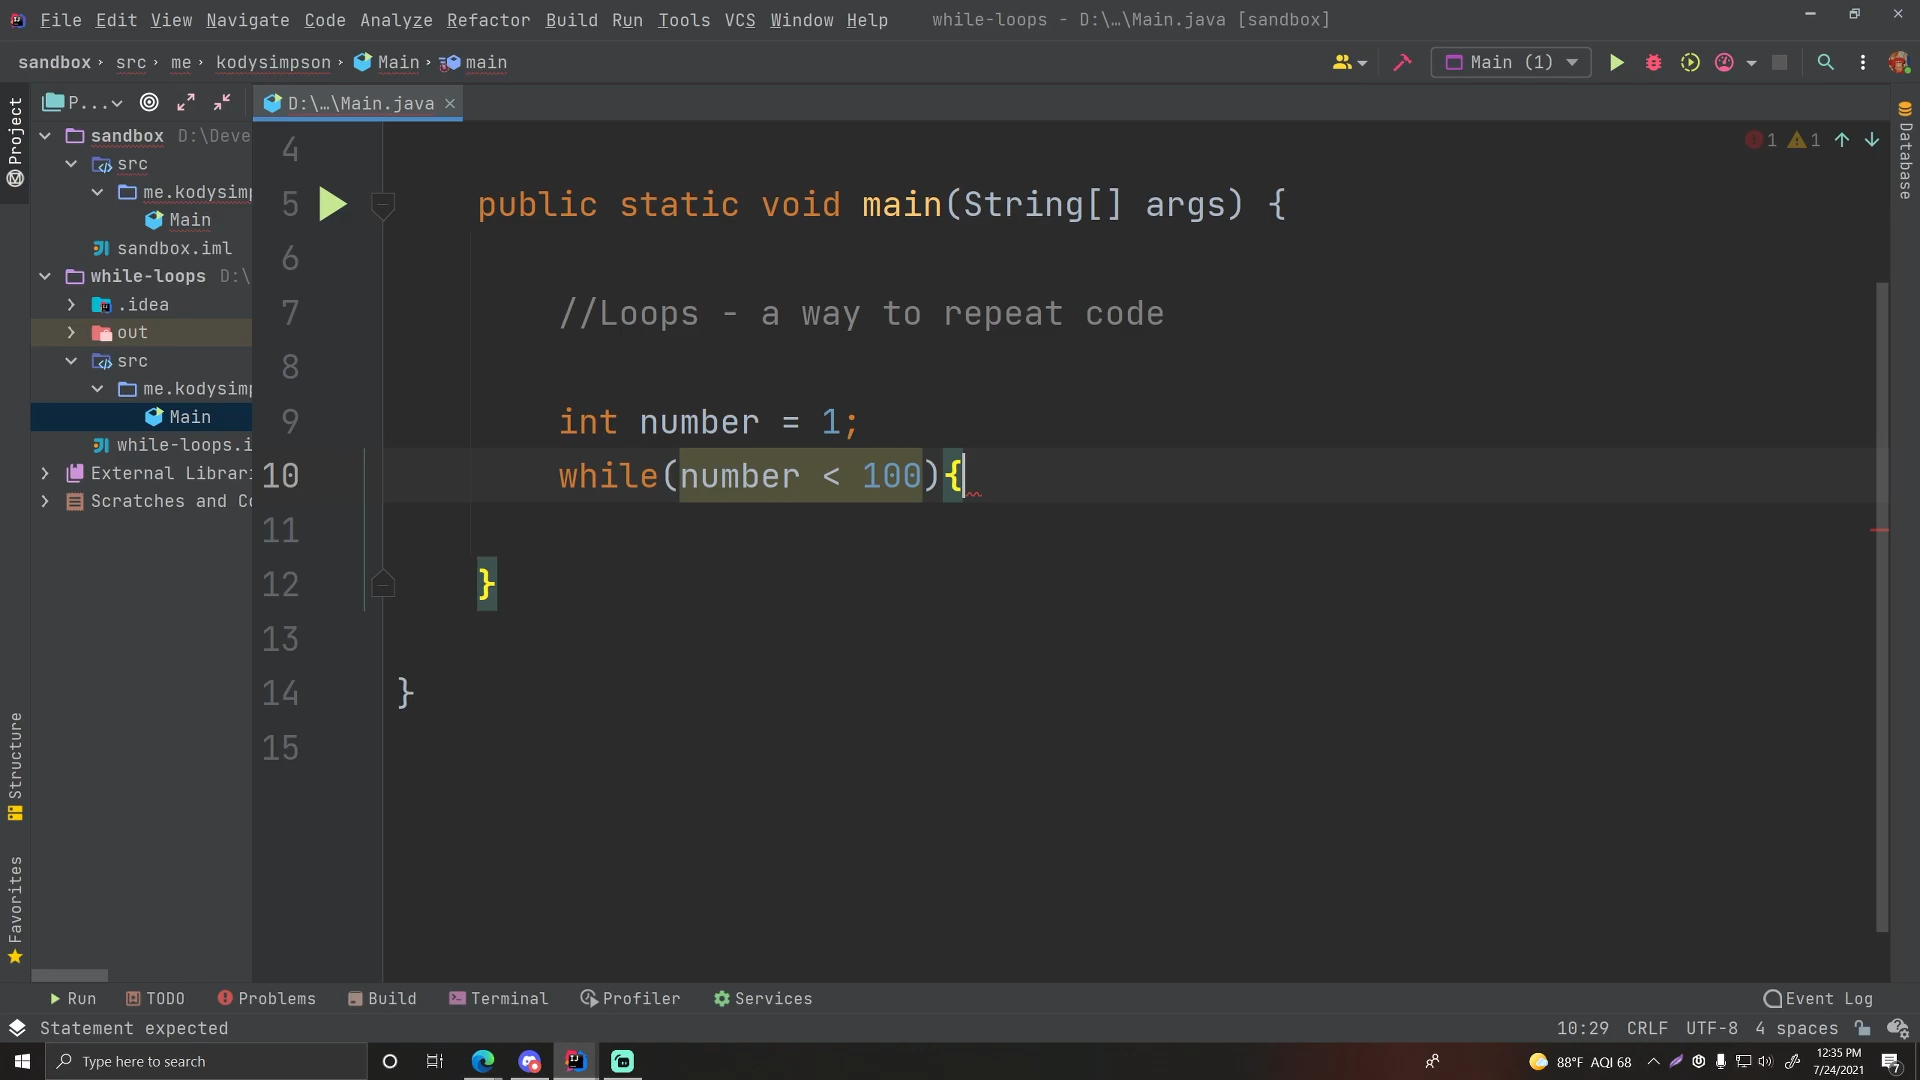 File Edit View Navigate Code Analyze Refactor Build Run Tools VCS Window Help while-loops - D:\...\Main.java [sandbox]
sandbox › src › me › kodysimpson › Main › main
Main (1)
P...
D:\...\Main.java
Project
sandbox D:\Deve
src
me.kodysimp
Main
sandbox.iml
while-loops D:\
.idea
out
src
me.kodysimp
Main
while-loops.i
External Librar
Scratches and Co
Structure
Favorites
4
5 public static void main(String[] args) {
6
7 //Loops - a way to repeat code
8
9 int number = 1;
10 while(number < 100){
11
12 }
13
14 }
15
1 1
Database
Run TODO Problems Build Terminal Profiler Services Event Log
Statement expected 10:29 CRLF UTF-8 4 spaces
Type here to search
88°F AQI 68
12:35 PM
7/24/2021
7